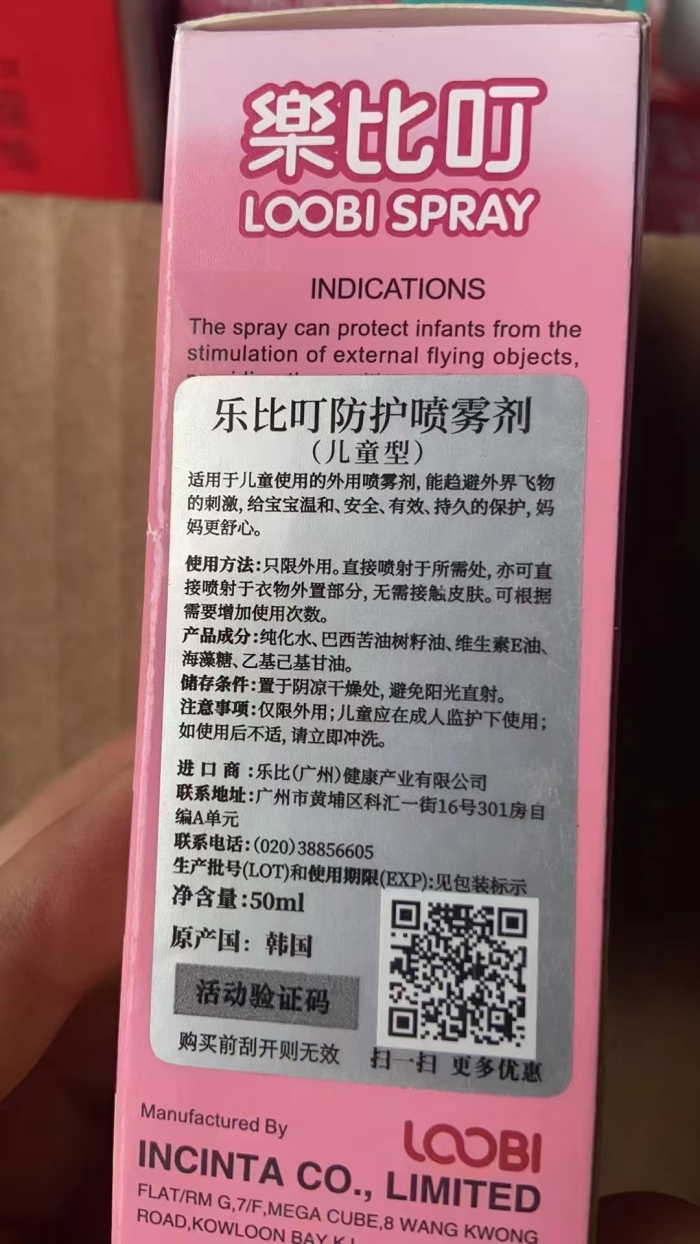 樂比叮
LOOBI SPRAY
INDICATIONS
The spray can protect infants from the
stimulation of external flying objects,
乐比叮防护喷雾剂
(儿童型)
适用于儿童使用的外用喷雾剂,能趋避外界飞物
的刺激,给宝宝温和、安全、有效、持久的保护,妈
妈更舒心。
使用方法:只限外用。直接喷射于所需处,亦可直
接喷射于衣物外置部分,无需接触皮肤。可根据
需要增加使用次数。
产品成分:纯化水、巴西苦油树籽油、维生素E油、
海藻糖、乙基己基甘油。
储存条件:置于阴凉干燥处,避免阳光直射。
注意事项:仅限外用;儿童应在成人监护下使用;
如使用后不适,请立即冲洗。
进口商:乐比(广州)健康产业有限公司
联系地址:广州市黄埔区科汇一街16号301房自
编A单元
联系电话:(020)38856605
生产批号(LOT)和使用期限(EXP):见包装标示
净含量:50ml
原产国: 韩国
活动验证码
购买前刮开则无效
扫一扫 更多优惠
Manufactured By
LOOBI
INCINTA CO., LIMITED
FLAT/RM G,7/F,MEGA CUBE,8 WANG KWONG
ROAD,KOWLOON BAY,